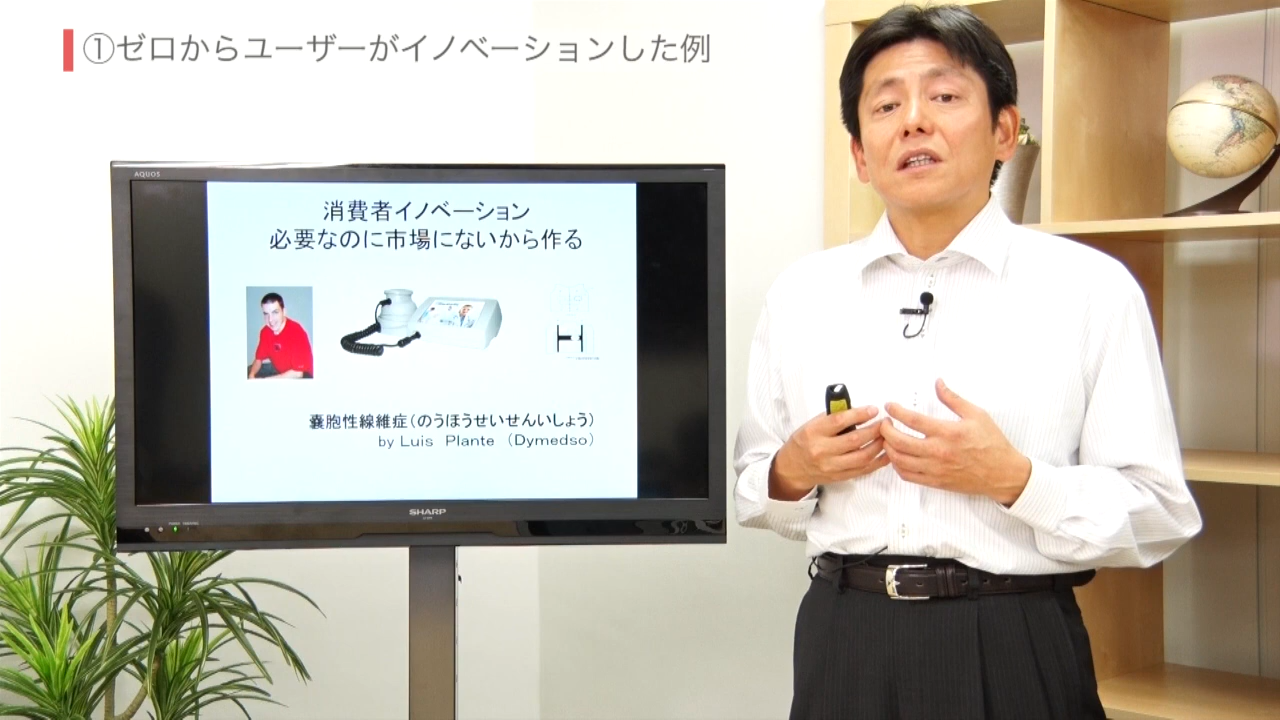 ①ゼロからユーザーがイノベーションした例
AQUOS
消費者イノベーション
必要なのに市場にないから作る
嚢胞性線維症(のうほうせいせんいしょう)
by Luis Plante (Dymedso)
SHARP